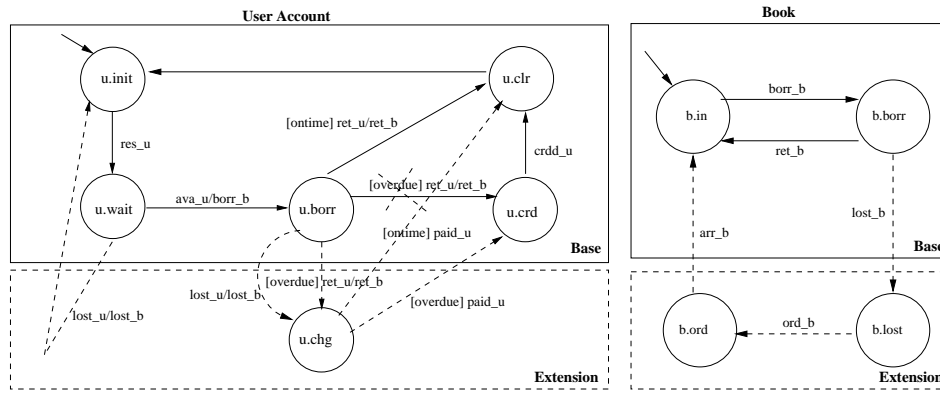 User Account
Book
u.init
u.clr
b.in
borr_b
b.borr
ret_b
[ontime] ret_u/ret_b
res_u
crdd_u
[overdue] ret_u/ret_b
u.wait
ava_u/borr_b
u.borr
u.crd
[ontime] paid_u
Base
arr_b
lost_b
Base
[overdue] ret_u/ret_b
lost_u/lost_b
[overdue] paid_u
lost_u/lost_b
u.chg
b.ord
ord_b
b.lost
Extension
Extension